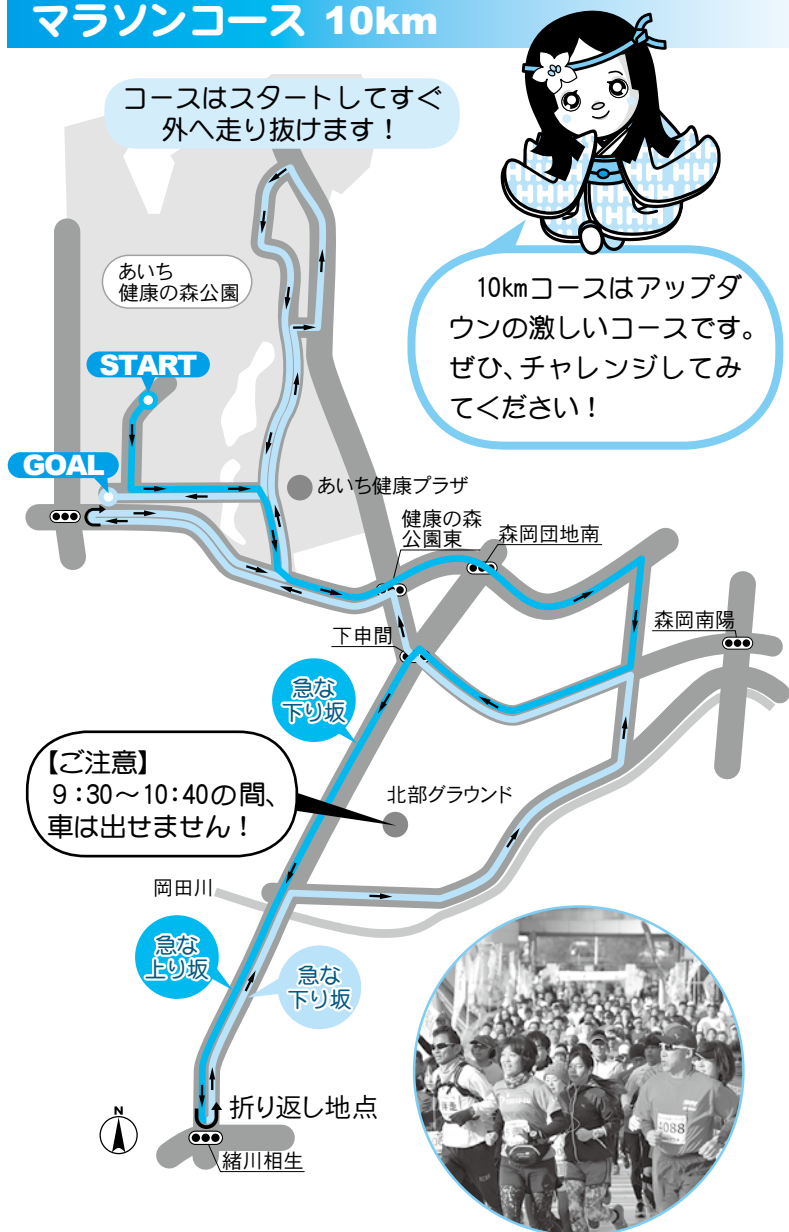 マラソンコース 10km
コースはスタートしてすぐ
外へ走り抜けます！
あいち
健康の森公園
10kmコースはアップダ
ウンの激しいコースです。
ぜひ、チャレンジしてみ
てください！
START
GOAL
あいち健康プラザ
健康の森
公園東
森岡団地南
下申間
森岡南陽
急な
下り坂
【ご注意】
9：30～10：40の間、
車は出せません！
北部グラウンド
岡田川
急な
上り坂
急な
下り坂
N
折り返し地点
緒川相生
4088